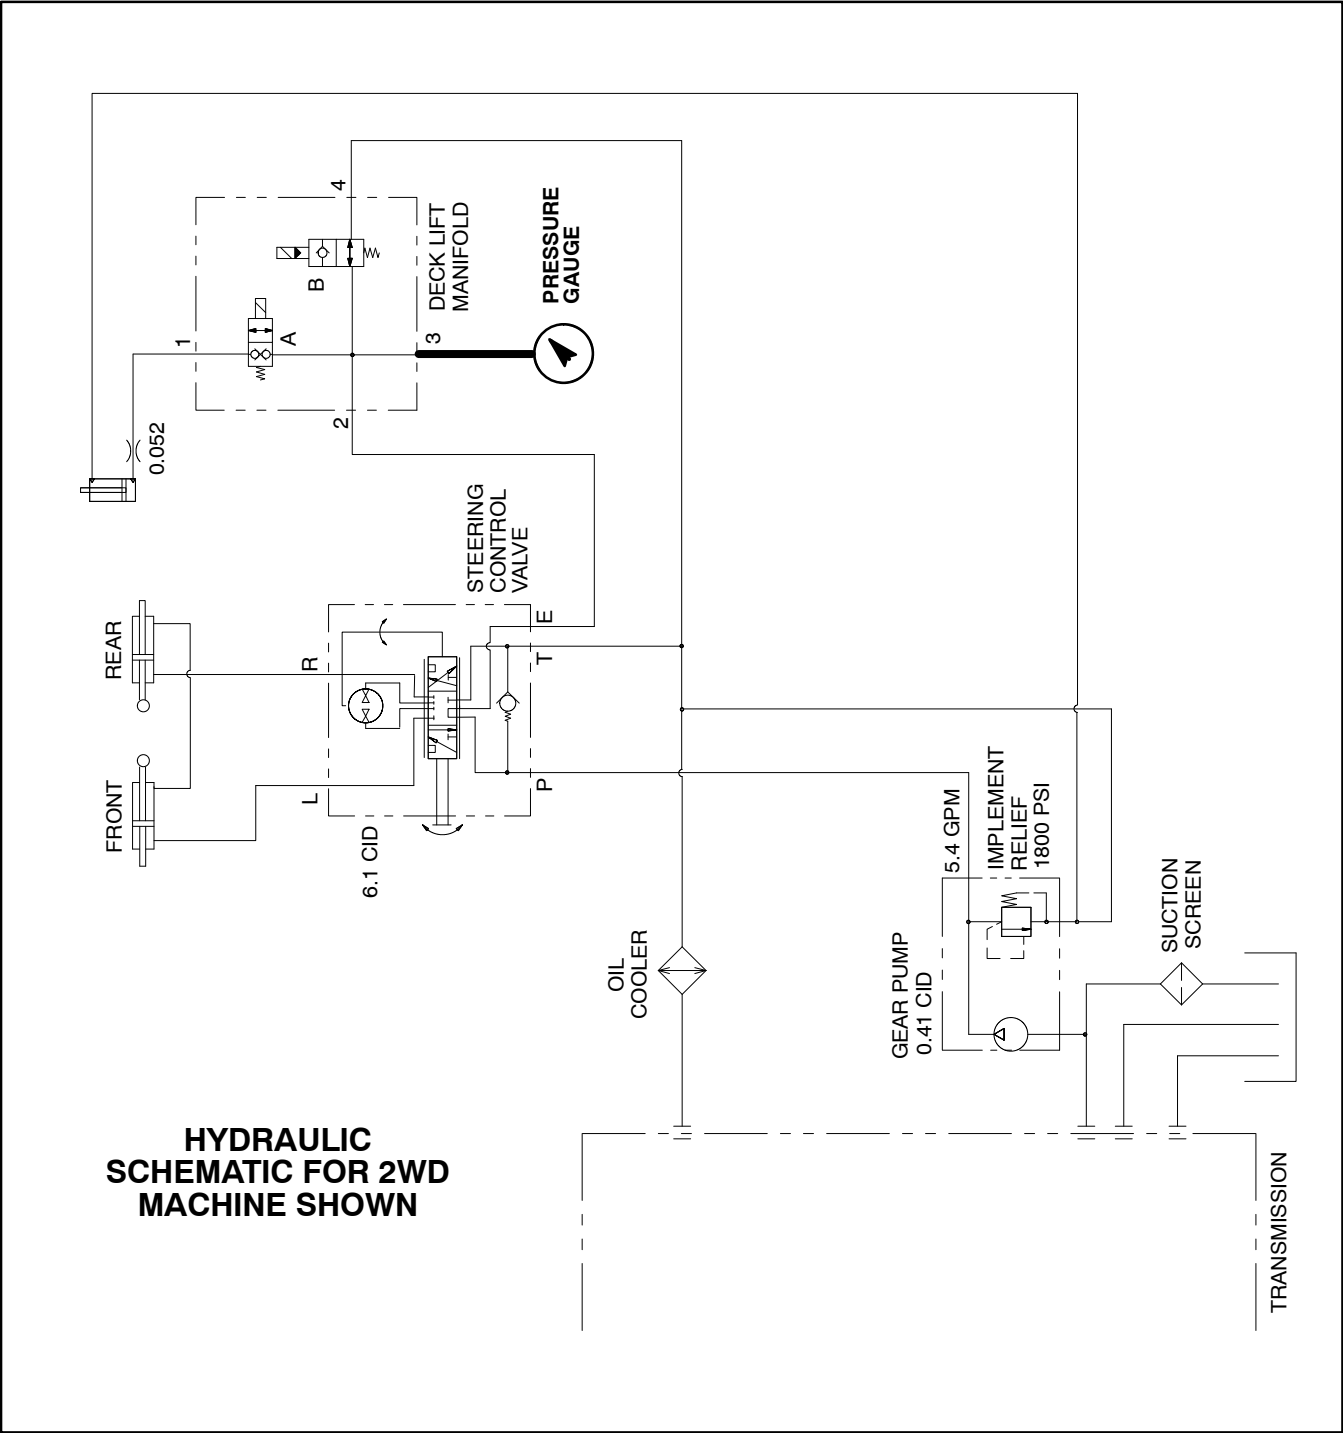 4
DECK LIFT
MANIFOLD
PRESSURE
GAUGE
B
A
1
3
2
0.052
STEERING
CONTROL
VALVE
REAR
R
E
T
FRONT
L
P
6.1 CID
5.4 GPM
IMPLEMENT
RELIEF
1800 PSI
SUCTION
SCREEN
OIL
COOLER
GEAR PUMP
0.41 CID
HYDRAULIC
SCHEMATIC FOR 2WD
MACHINE SHOWN
TRANSMISSION